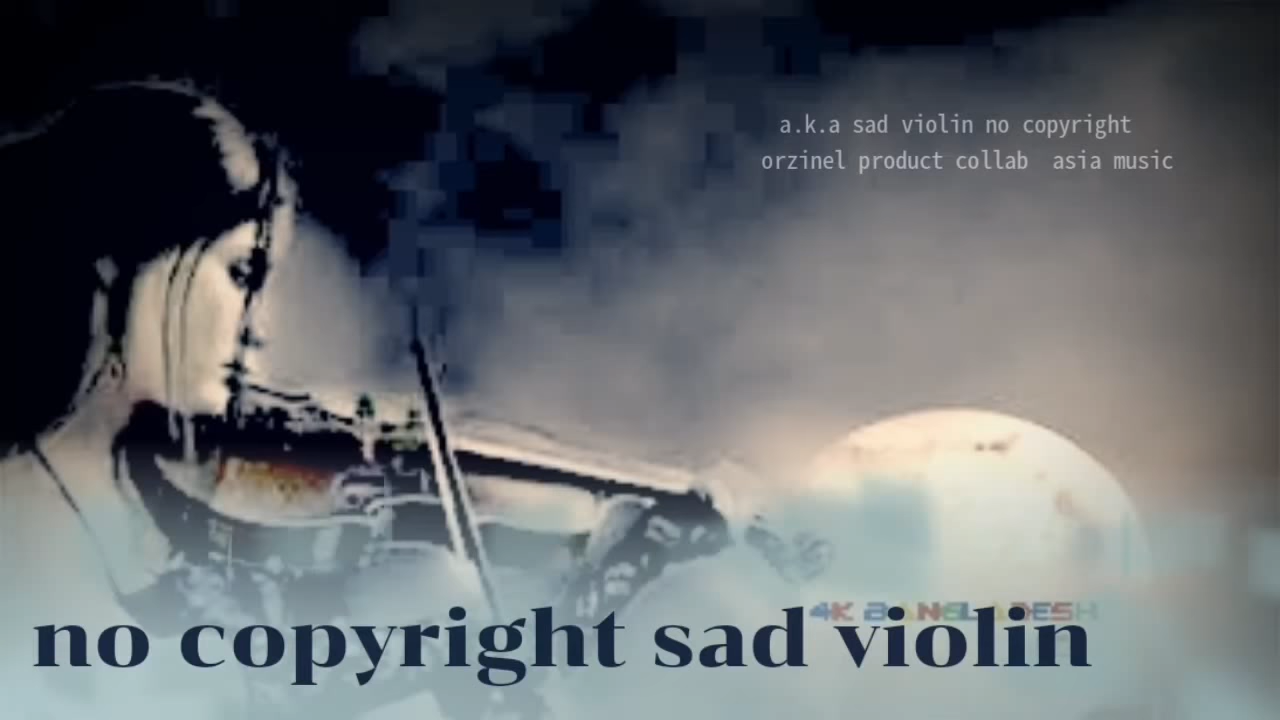 a.k.a sad violin no copyright
orzinel product collab asia music
4K BANGLADESH
no copyright sad violin